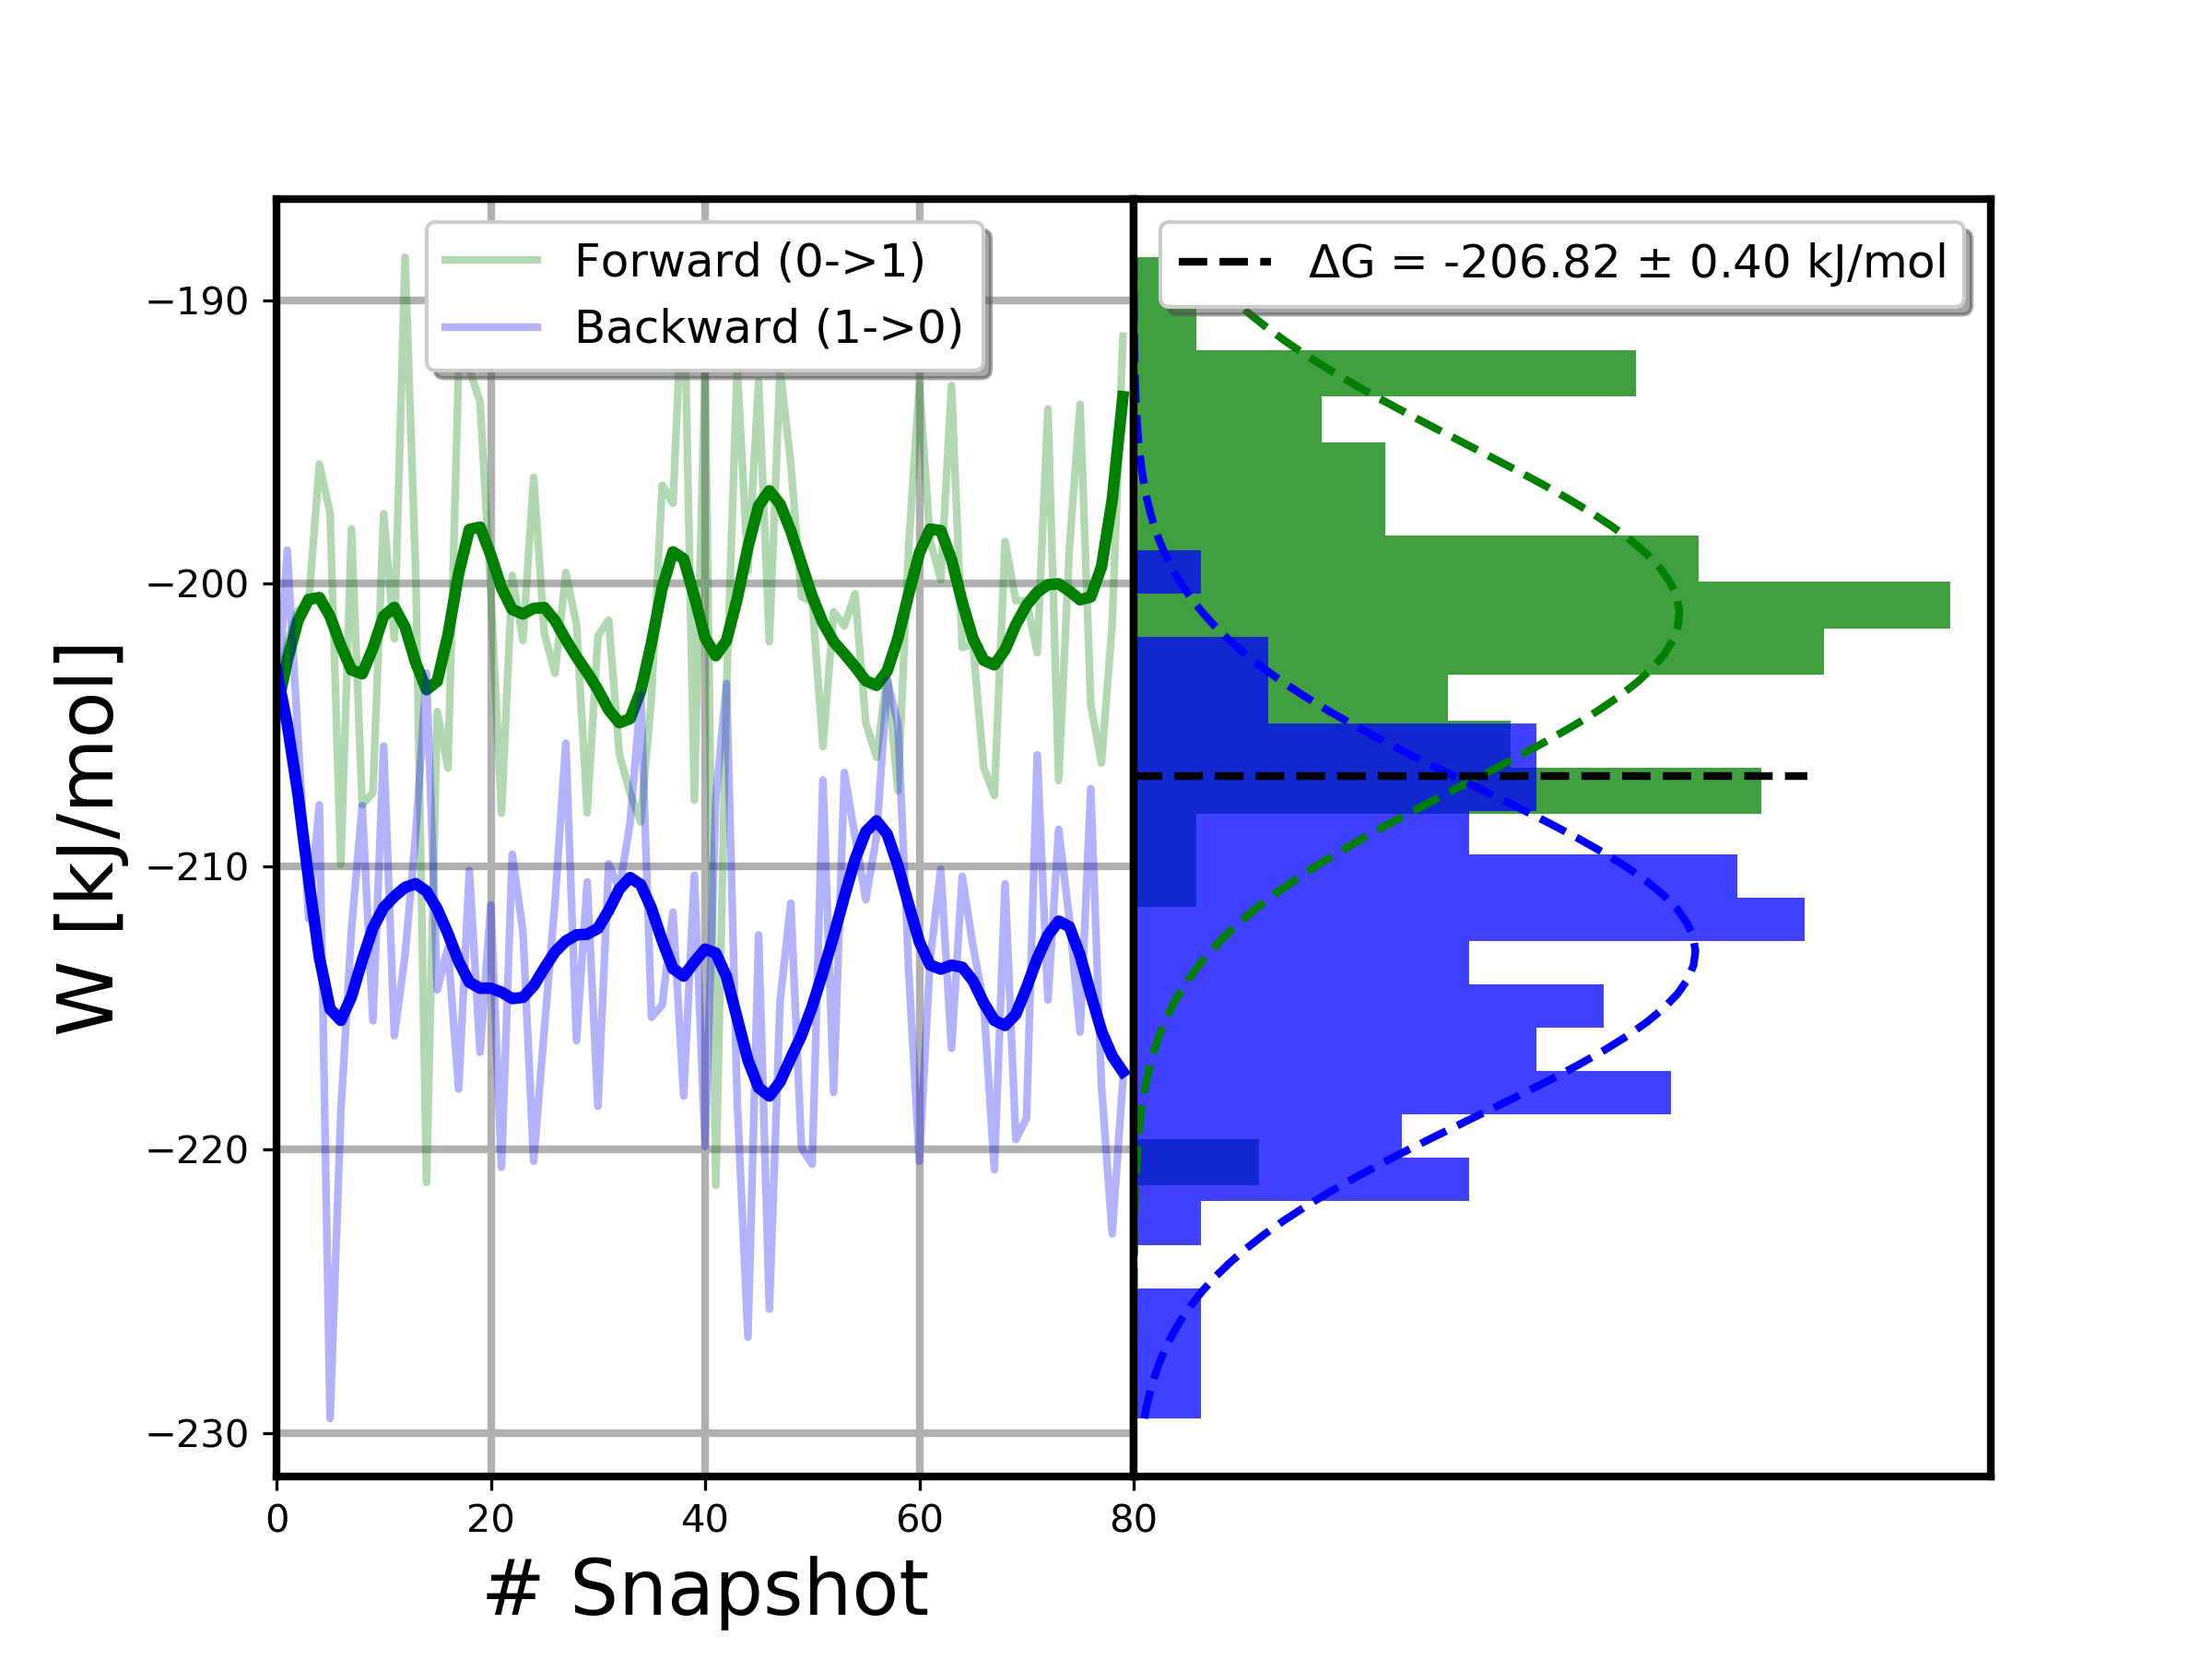 Forward (0->1)
Backward (1->0)
ΔG = -206.82 ± 0.40 kJ/mol
−190
−200
−210
−220
−230
W [kJ/mol]
0 20 40 60 80
# Snapshot